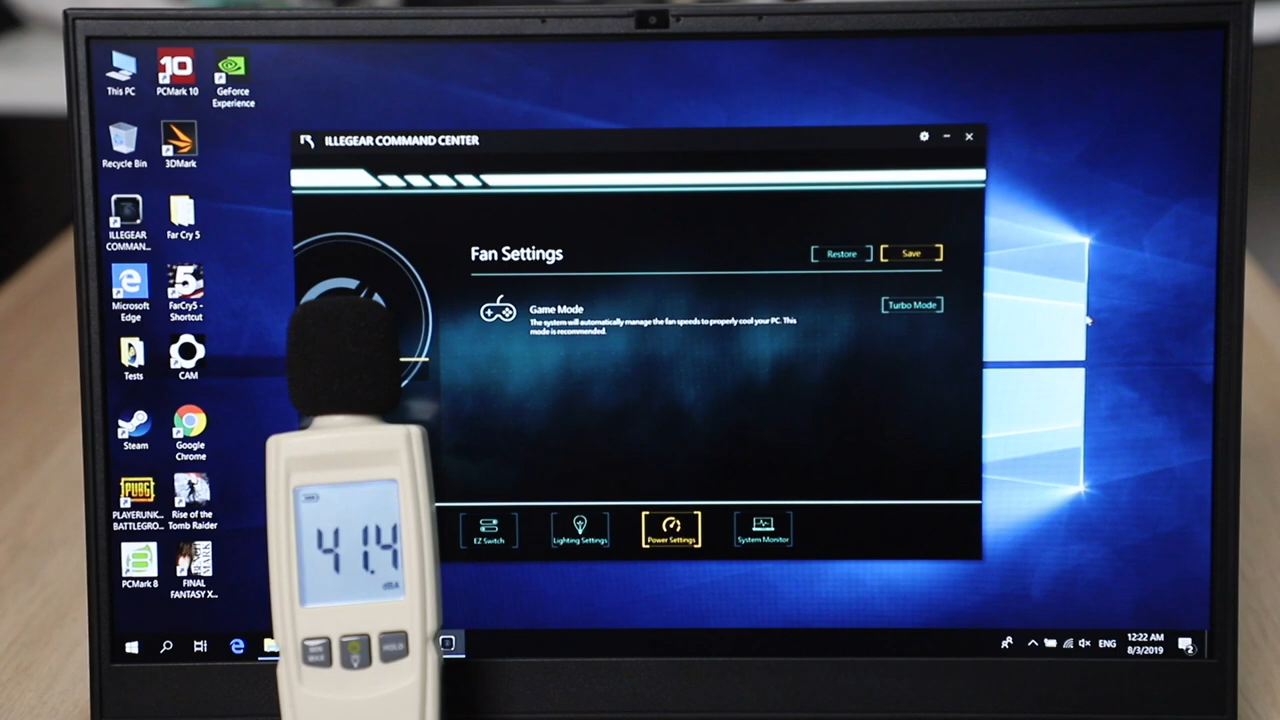 This PC
PCMark 10
GeForce
Experience
Recycle Bin
3DMark
ILLEGEAR
COMMAN...
Far Cry 5
Microsoft
Edge
FarCry5 -
Shortcut
Tests
CAM
Steam
Google
Chrome
PUBG
PLAYERUNK...
BATTLEGRO...
Rise of the
Tomb Raider
PCMark 8
FINAL
FANTASY X...
ILLEGEAR COMMAND CENTER
Fan Settings
Restore
Save
Game Mode
The system will automatically manage the fan speeds to properly cool your PC. This
mode is recommended.
Turbo Mode
EZ Switch
Lighting Settings
Power Settings
System Monitor
41.4
dBA
HOLD
ENG
12:22 AM
8/3/2019
2